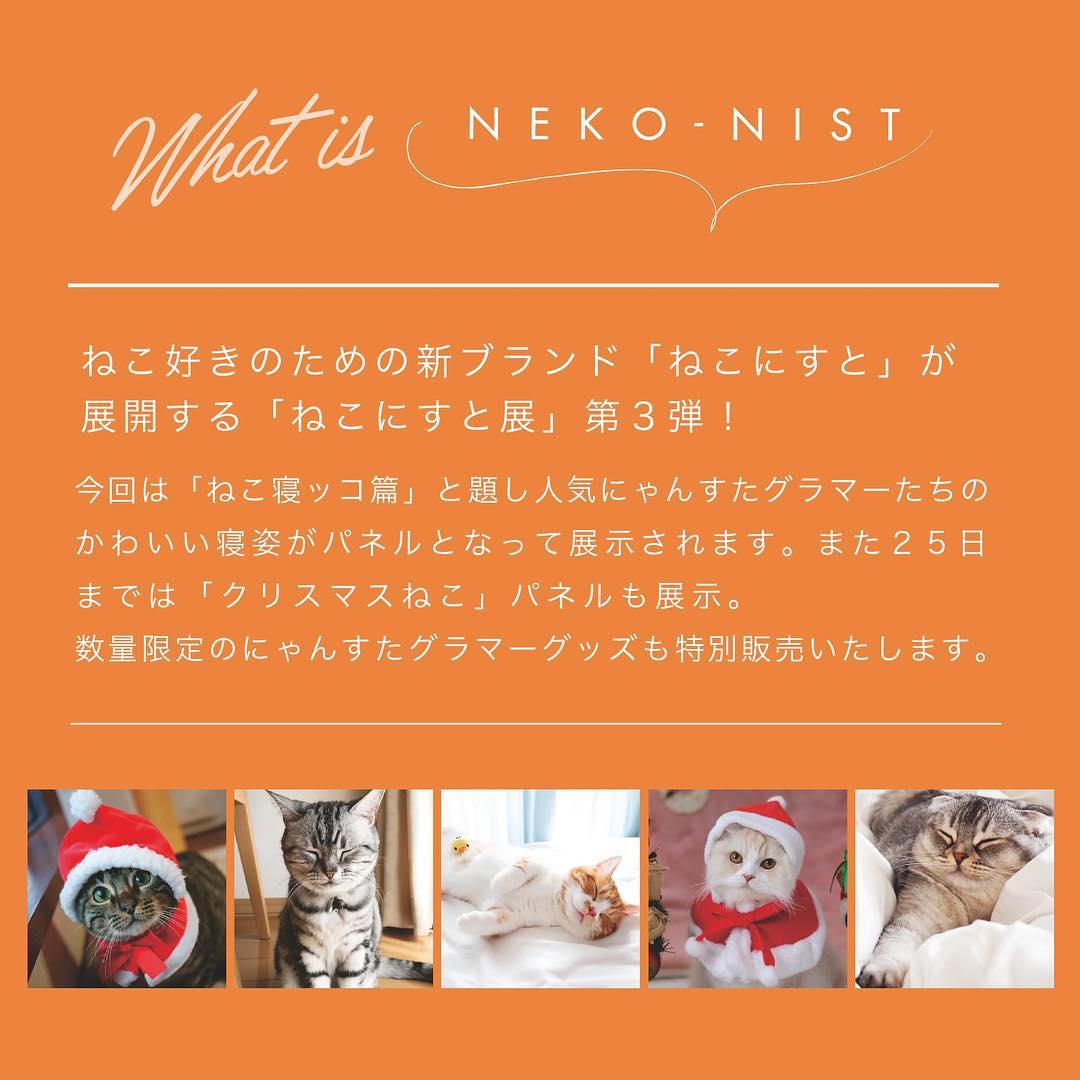 What is NEKO-NIST
ねこ好きのための新ブランド「ねこにすと」が
展開する「ねこにすと展」第３弾！
今回は「ねこ寝ッコ篇」と題し人気にゃんすたグラマーたちの
かわいい寝姿がパネルとなって展示されます。また２５日
までは「クリスマスねこ」パネルも展示。
数量限定のにゃんすたグラマーグッズも特別販売いたします。